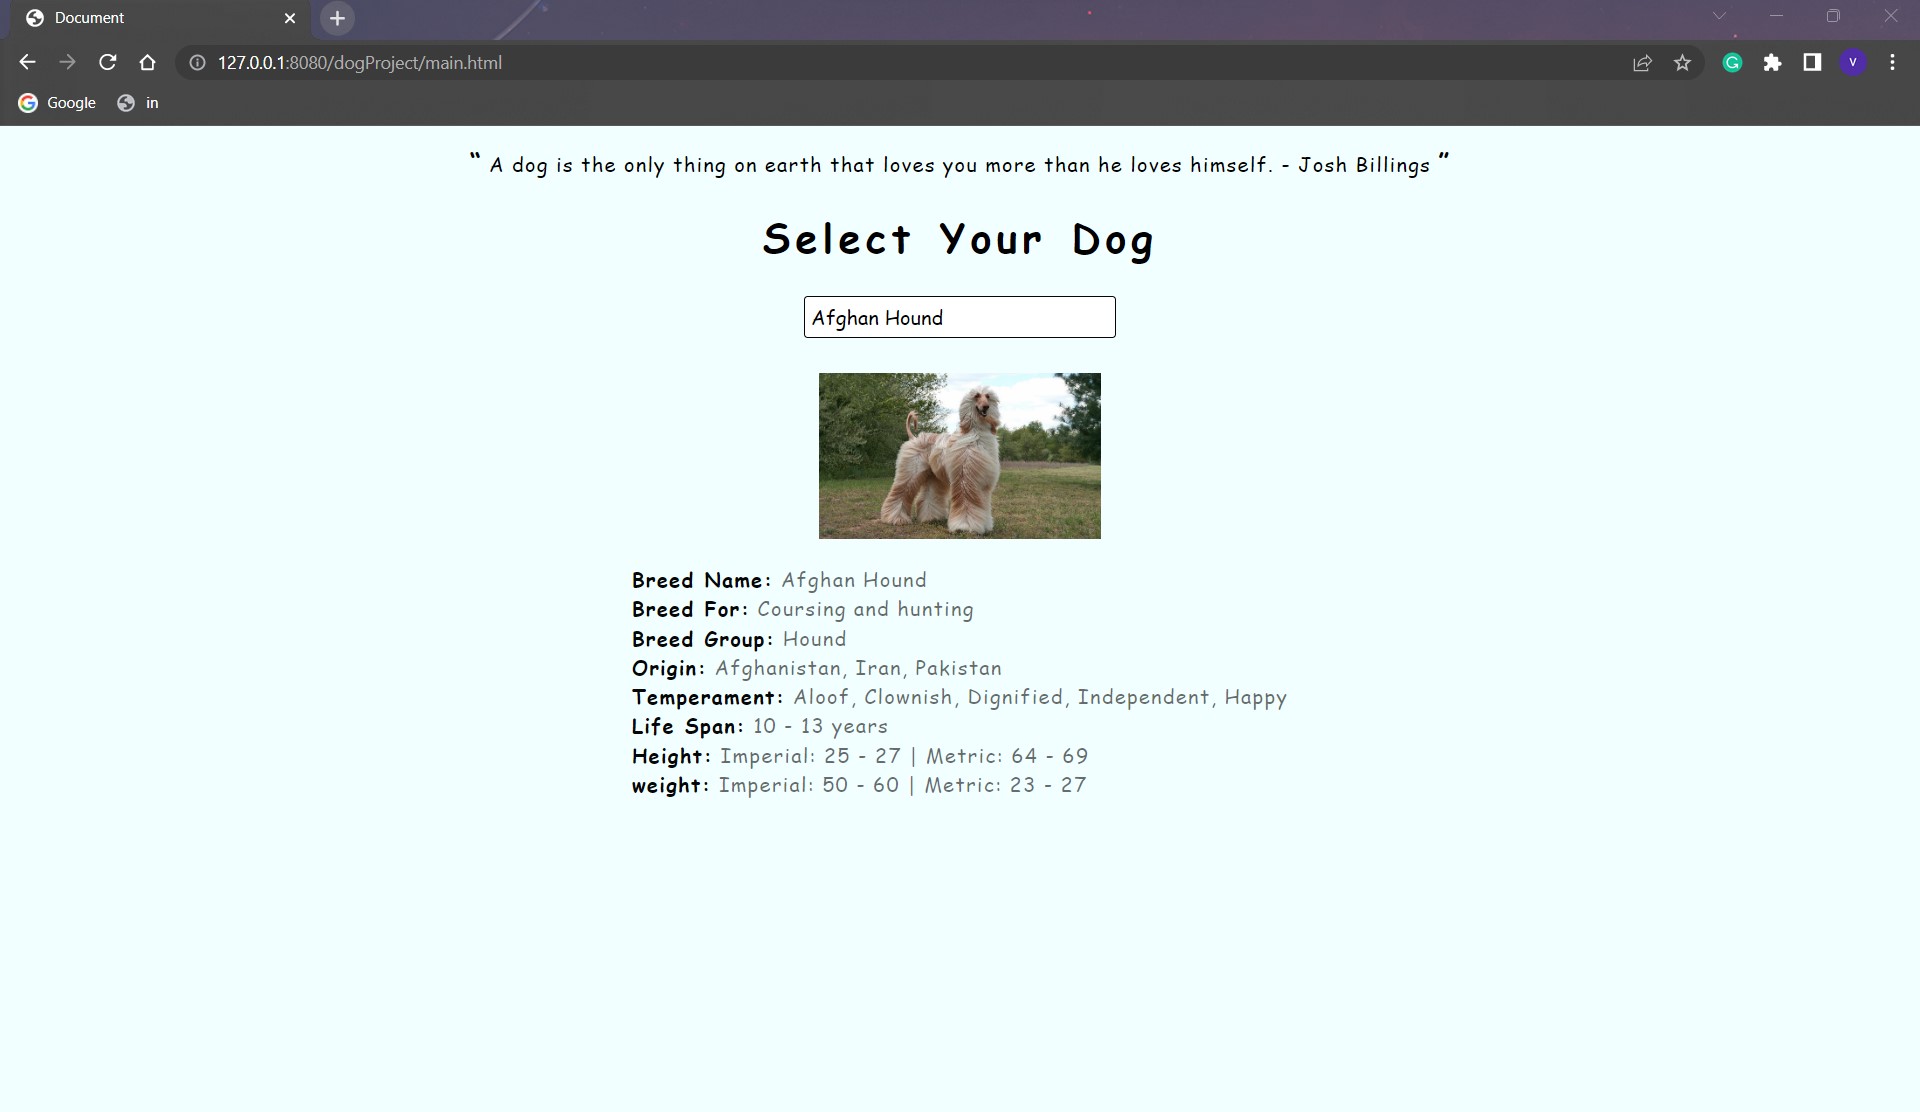 Document
127.0.0.1:8080/dogProject/main.html
V
Google in
“ A dog is the only thing on earth that loves you more than he loves himself. - Josh Billings ”
Select Your Dog
Afghan Hound
Breed Name: Afghan Hound
Breed For: Coursing and hunting
Breed Group: Hound
Origin: Afghanistan, Iran, Pakistan
Temperament: Aloof, Clownish, Dignified, Independent, Happy
Life Span: 10 - 13 years
Height: Imperial: 25 - 27 | Metric: 64 - 69
weight: Imperial: 50 - 60 | Metric: 23 - 27